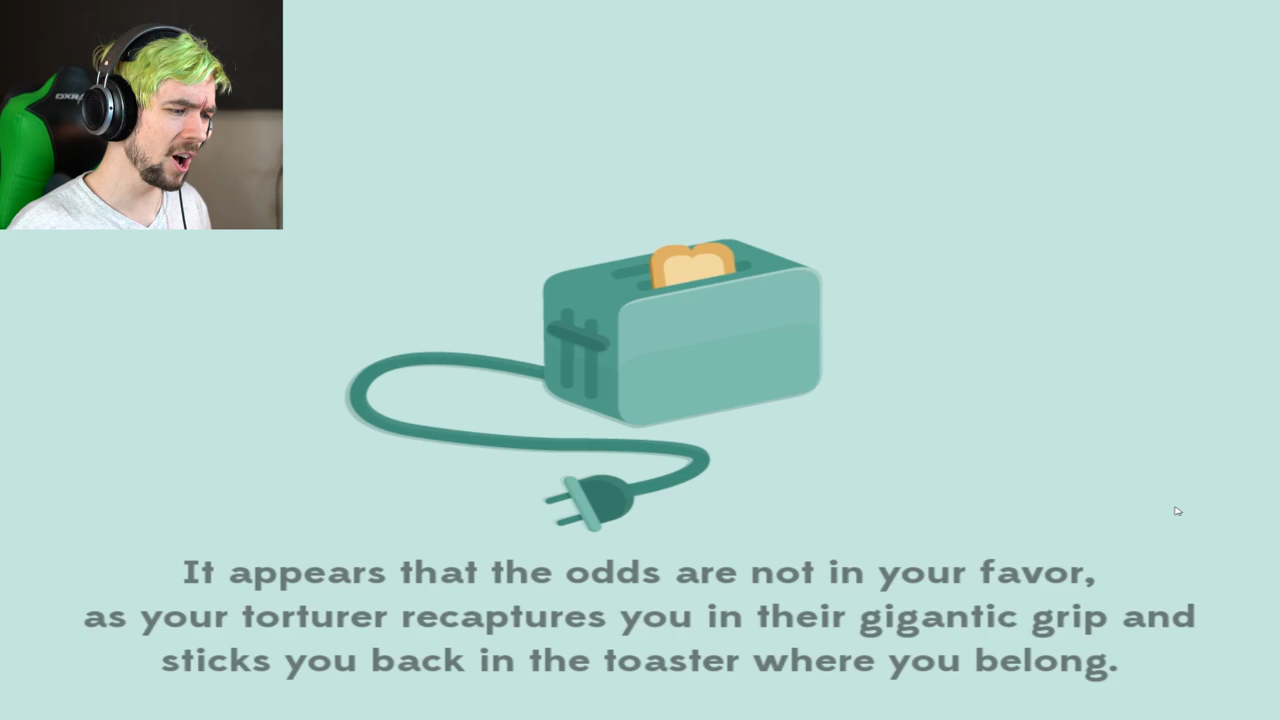 It appears that the odds are not in your favor,
as your torturer recaptures you in their gigantic grip and
sticks you back in the toaster where you belong.